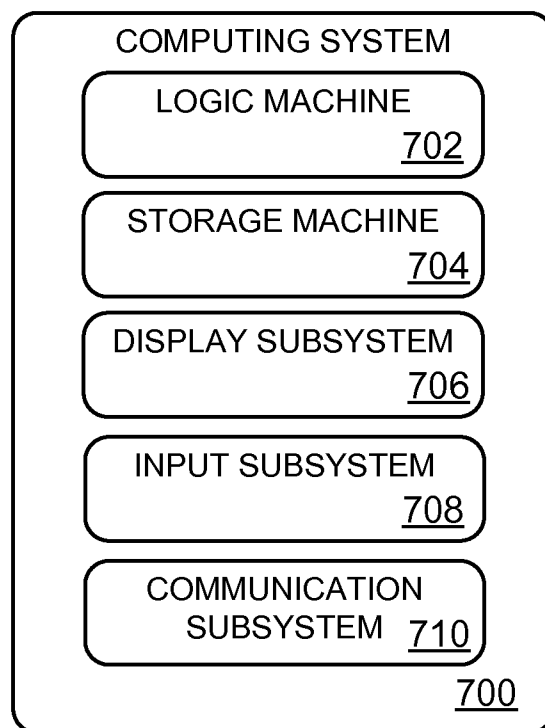 COMPUTING SYSTEM
LOGIC MACHINE
702
STORAGE MACHINE
704
DISPLAY SUBSYSTEM
706
INPUT SUBSYSTEM
708
COMMUNICATION
SUBSYSTEM 710
700